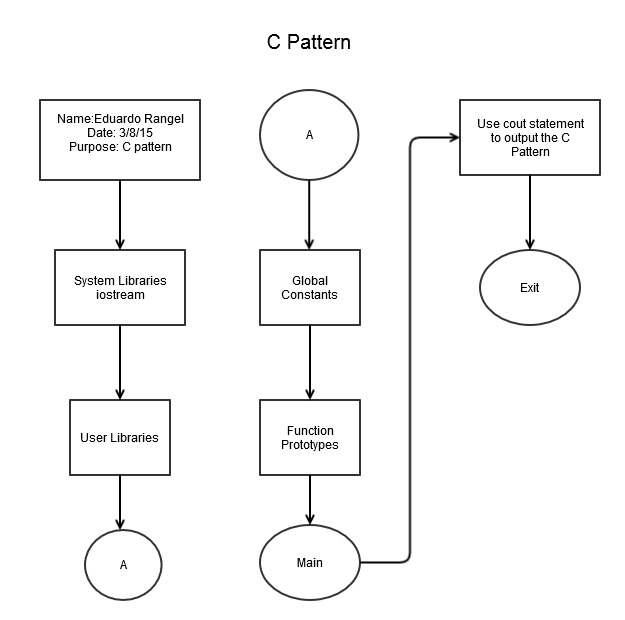 C Pattern
Name:Eduardo Rangel
Date: 3/8/15
Purpose: C pattern
System Libraries
iostream
User Libraries
A
A
Global
Constants
Function
Prototypes
Main
Use cout statement
to output the C
Pattern
Exit